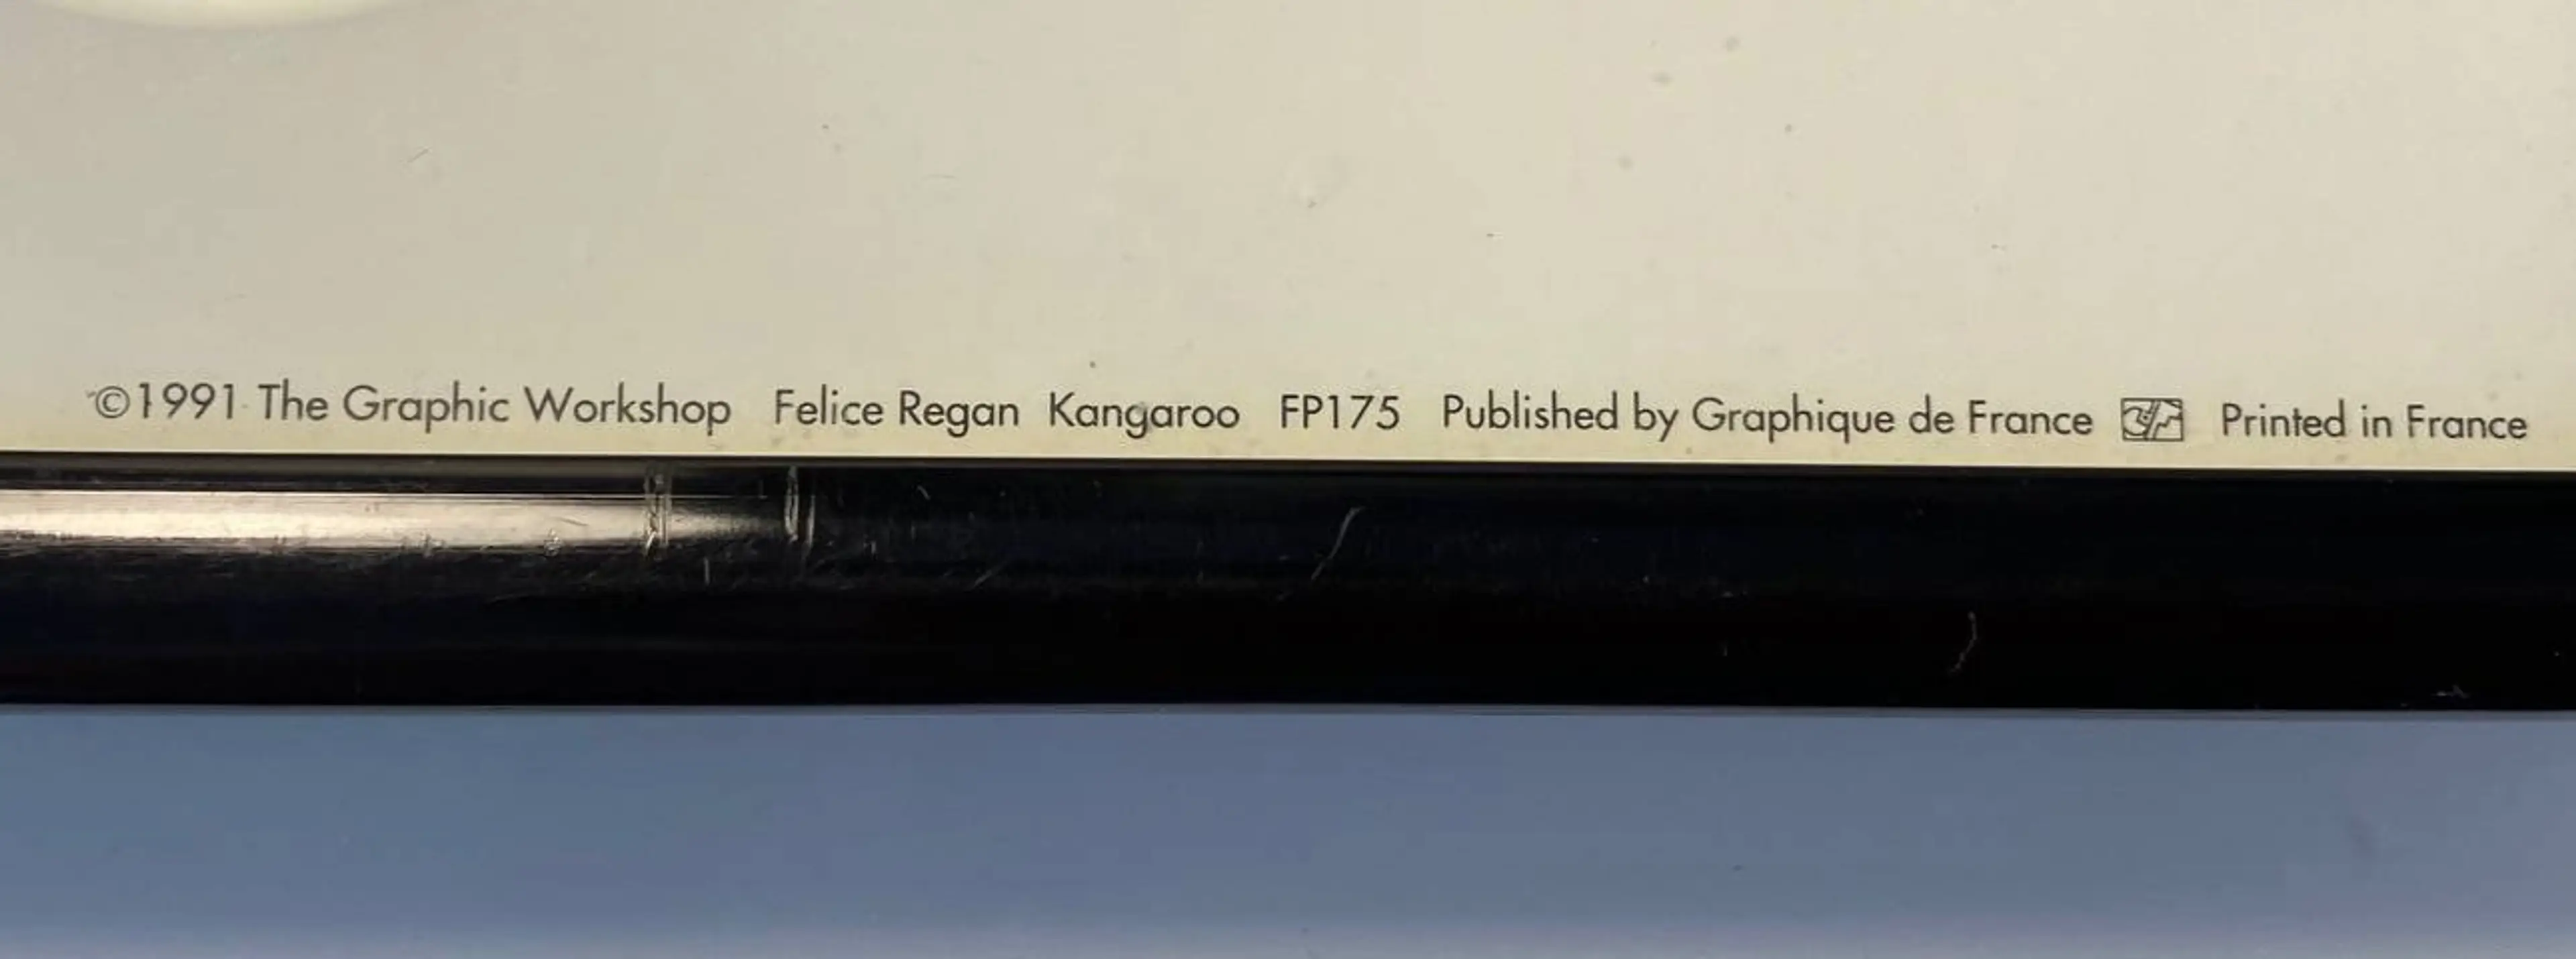 ©1991 The Graphic Workshop Felice Regan Kangaroo FP175 Published by Graphique de France Printed in France